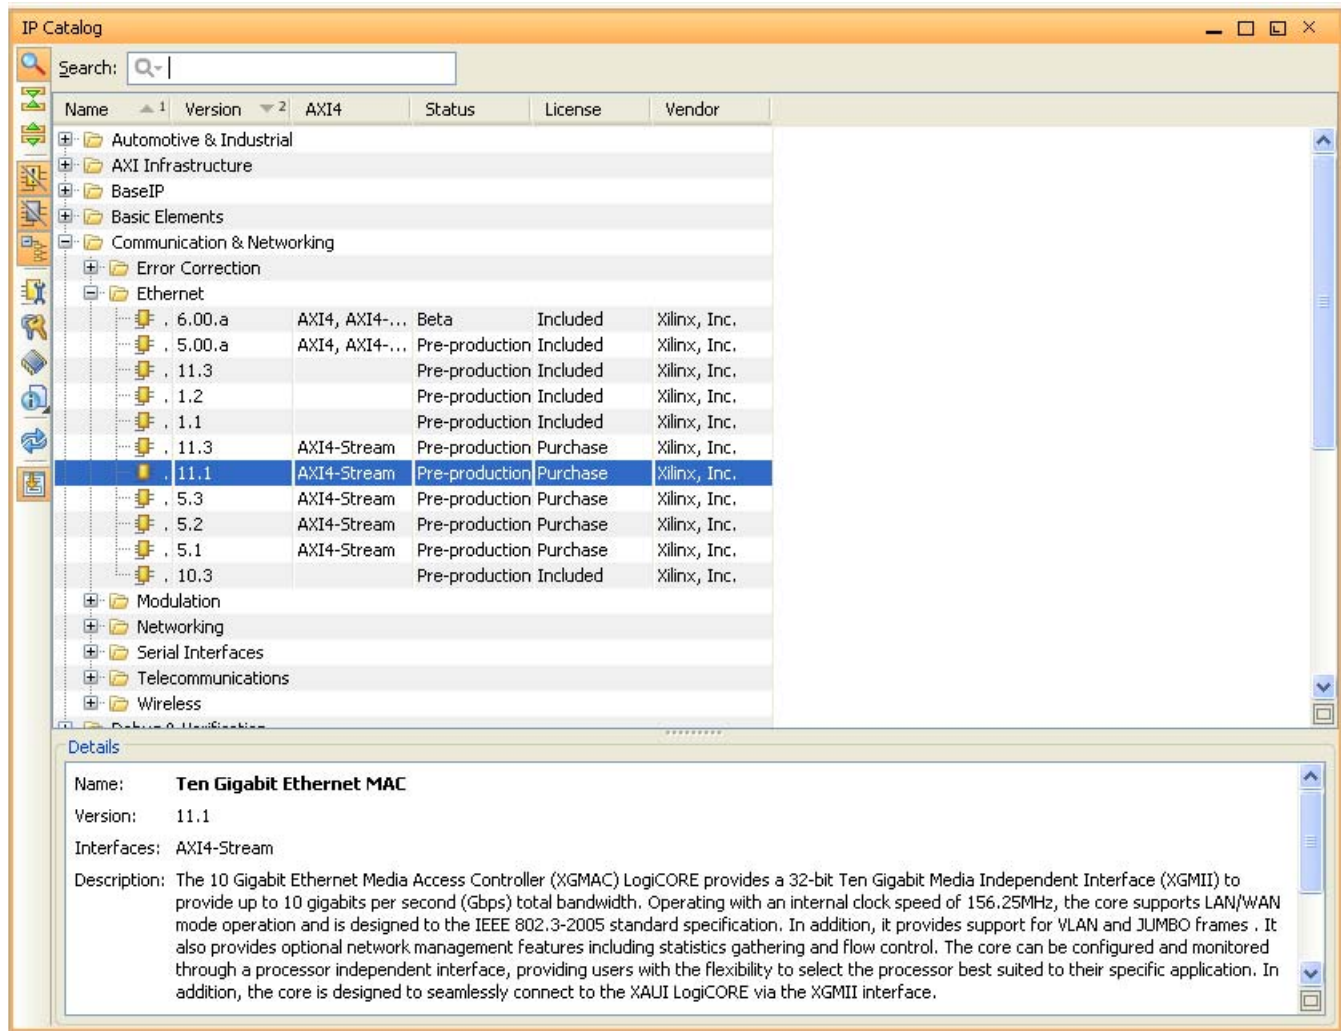 IP Catalog
Search:
Name 1 Version 2 AXI4 Status License Vendor
Automotive & Industrial
AXI Infrastructure
BaseIP
Basic Elements
Communication & Networking
Error Correction
Ethernet
. 6.00.a AXI4, AXI4-... Beta Included Xilinx, Inc.
. 5.00.a AXI4, AXI4-... Pre-production Included Xilinx, Inc.
. 11.3 Pre-production Included Xilinx, Inc.
. 1.2 Pre-production Included Xilinx, Inc.
. 1.1 Pre-production Included Xilinx, Inc.
. 11.3 AXI4-Stream Pre-production Purchase Xilinx, Inc.
. 11.1 AXI4-Stream Pre-production Purchase Xilinx, Inc.
. 5.3 AXI4-Stream Pre-production Purchase Xilinx, Inc.
. 5.2 AXI4-Stream Pre-production Purchase Xilinx, Inc.
. 5.1 AXI4-Stream Pre-production Purchase Xilinx, Inc.
. 10.3 Pre-production Included Xilinx, Inc.
Modulation
Networking
Serial Interfaces
Telecommunications
Wireless
Debug & Verification
Details
Name: Ten Gigabit Ethernet MAC
Version: 11.1
Interfaces: AXI4-Stream
Description: The 10 Gigabit Ethernet Media Access Controller (XGMAC) LogiCORE provides a 32-bit Ten Gigabit Media Independent Interface (XGMII) to
provide up to 10 gigabits per second (Gbps) total bandwidth. Operating with an internal clock speed of 156.25MHz, the core supports LAN/WAN
mode operation and is designed to the IEEE 802.3-2005 standard specification. In addition, it provides support for VLAN and JUMBO frames . It
also provides optional network management features including statistics gathering and flow control. The core can be configured and monitored
through a processor independent interface, providing users with the flexibility to select the processor best suited to their specific application. In
addition, the core is designed to seamlessly connect to the XAUI LogiCORE via the XGMII interface.